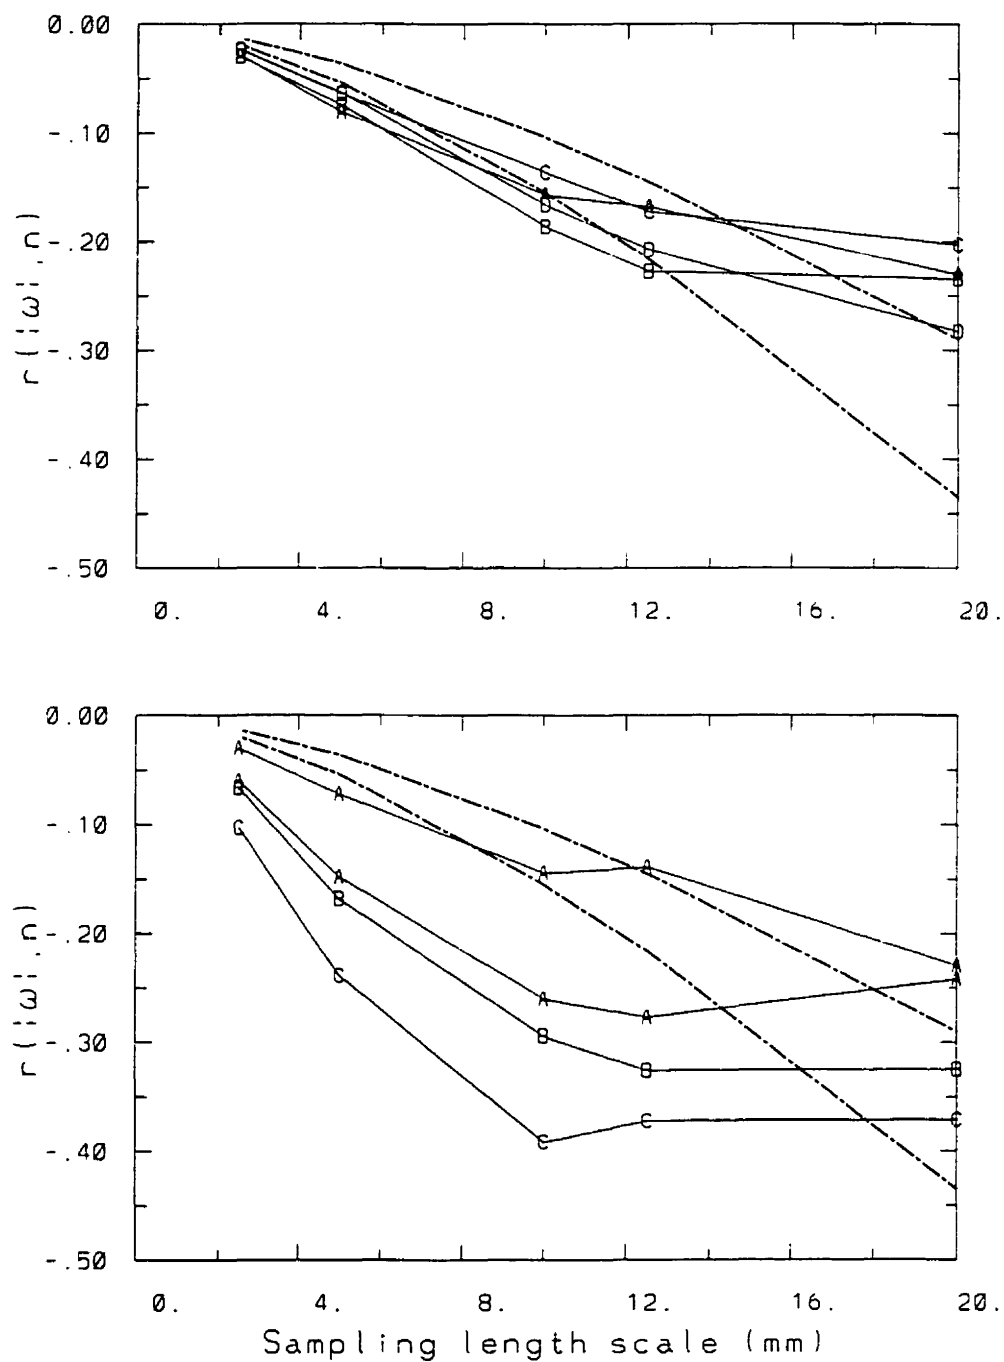 0.00
-.10
-.20
-.30
-.40
-.50
r(|ω|,n)
0. 4. 8. 12. 16. 20.
C
B
A
C
B
A
C
A
D
B
A
C
D
B
C
A
B
D
0.00
-.10
-.20
-.30
-.40
-.50
r(|ω|,n)
A
A
B
C
A
A
B
C
A
A
B
C
A
A
B
C
A
A
B
C
0. 4. 8. 12. 16. 20.
Sampling length scale (mm)